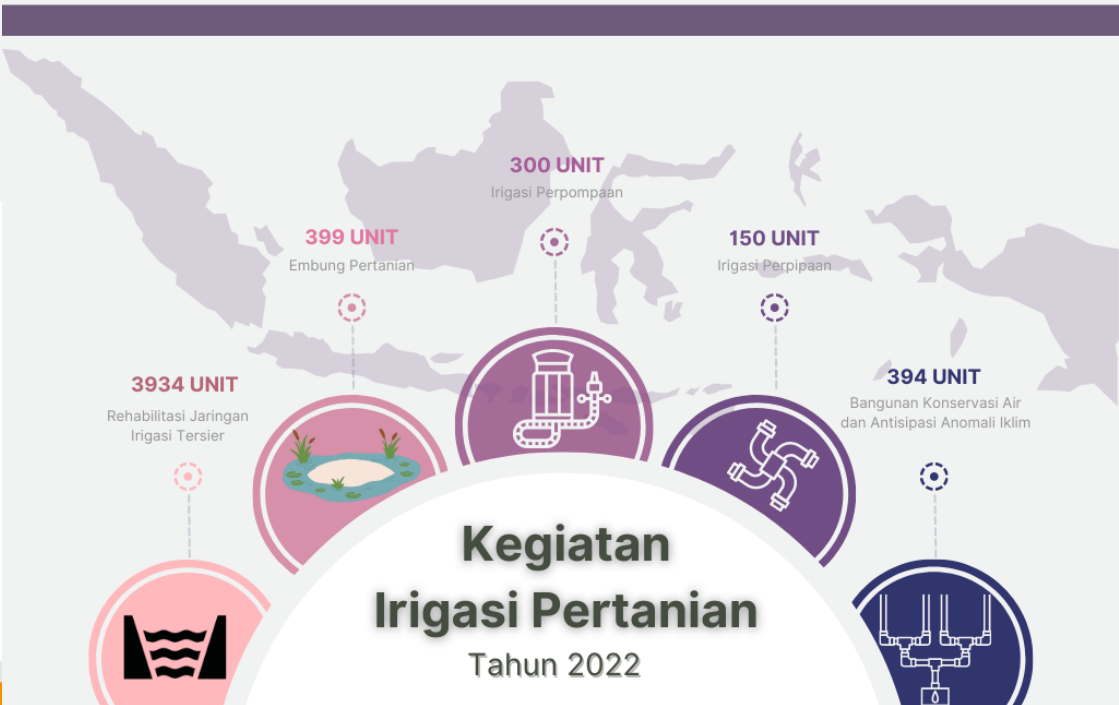 300 UNIT
Irigasi Perpompaan
399 UNIT
Embung Pertanian
150 UNIT
Irigasi Perpipaan
3934 UNIT
Rehabilitasi Jaringan
Irigasi Tersier
394 UNIT
Bangunan Konservasi Air
dan Antisipasi Anomali Iklim
Kegiatan
Irigasi Pertanian
Tahun 2022